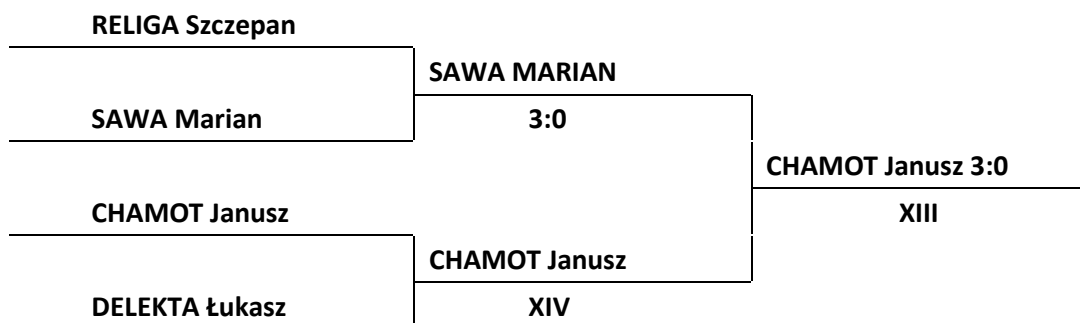 RELIGA Szczepan
SAWA MARIAN
SAWA Marian
3:0
CHAMOT Janusz 3:0
CHAMOT Janusz
XIII
CHAMOT Janusz
DELEKTA Łukasz
XIV